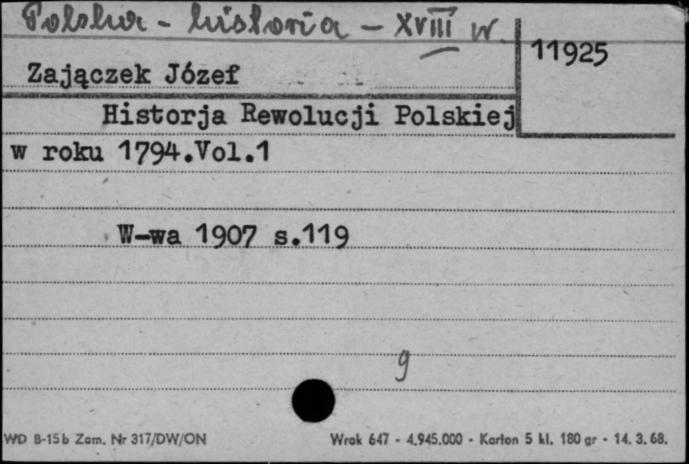 Polska - historia - XVIII w.
11925
Zajączek Józef
Historja Rewolucji Polskiej
w roku 1794.Vol.1
W-wa 1907 s.119
g
WD B-15b Zam. Nr 317/DW/ON
Wrok 647 - 4.945.000 - Karton 5 kl. 180 gr - 14. 3. 68.